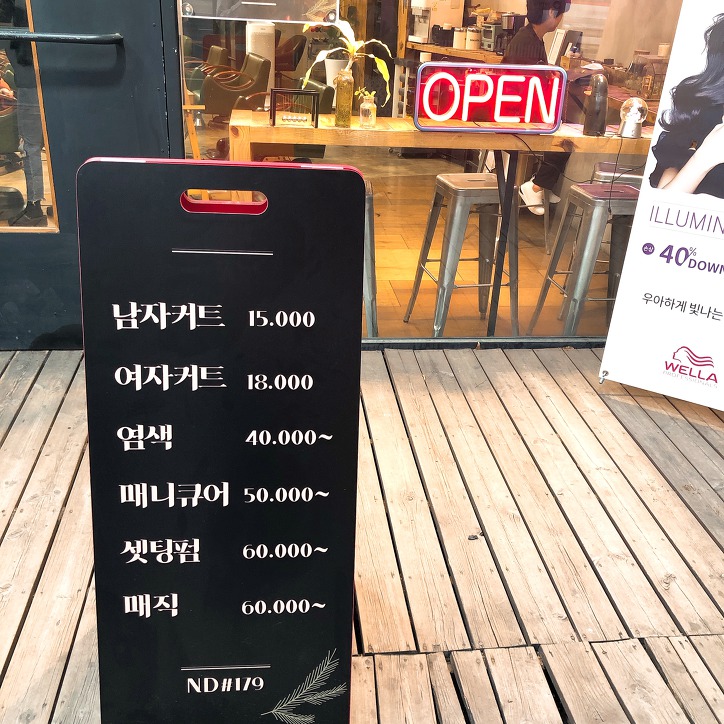 OPEN
남자커트 15.000
여자커트 18.000
염색 40.000~
매니큐어 50.000~
셋팅펌 60.000~
매직 60.000~
ND#179
ILLUMIN
손상 40% DOWN
우아하게 빛나는
WELLA